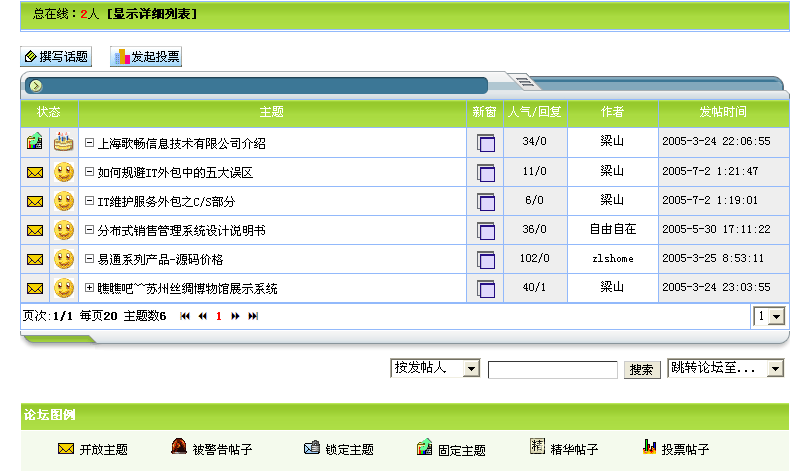 总在线：2人 [显示详细列表]
撰写话题 发起投票
状态 主题 新窗 人气/回复 作者 发帖时间
上海歌畅信息技术有限公司介绍 34/0 梁山 2005-3-24 22:06:55
如何规避IT外包中的五大误区 11/0 梁山 2005-7-2 1:21:47
IT维护服务外包之C/S部分 6/0 梁山 2005-7-2 1:19:01
分布式销售管理系统设计说明书 36/0 自由自在 2005-5-30 17:11:22
易通系列产品-源码价格 102/0 zlshome 2005-3-25 8:53:11
瞧瞧吧~~苏州丝绸博物馆展示系统 40/1 梁山 2005-3-24 23:03:55
页次:1/1 每页20 主题数6 1 1
按发帖人 搜索 跳转论坛至...
论坛图例
开放主题 被警告帖子 锁定主题 固定主题 精 精华帖子 投票帖子